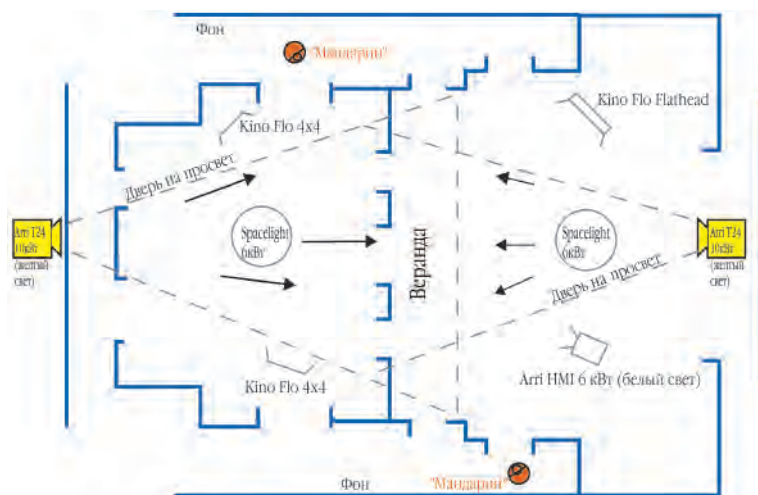 Фон
"Мандарин"
Kino Flo 4x4
Kino Flo Flathead
Дверь на просвет
Arri T24
10кВт
(желтый
свет)
Spacelight
6кВт
Веранда
Spacelight
6кВт
Arri T24
10кВт
(желтый
свет)
Дверь на просвет
Kino Flo 4x4
Arri HMI 6 кВт (белый свет)
Фон
"Мандарин"